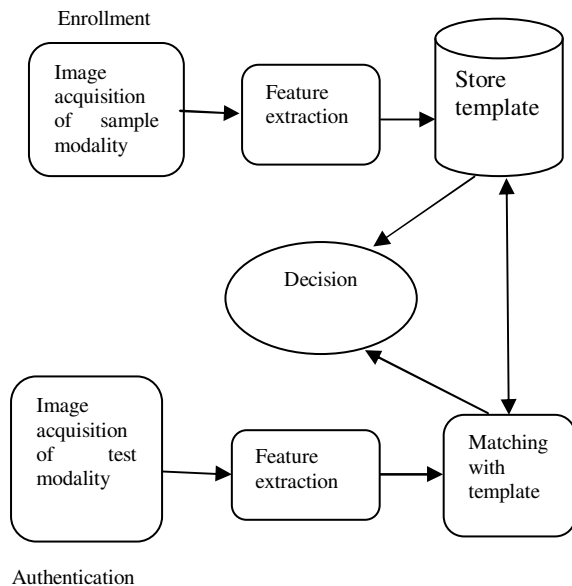 Enrollment
Image
acquisition
of sample
modality
Feature
extraction
Store
template
Decision
Image
acquisition
of test
modality
Feature
extraction
Matching
with
template
Authentication